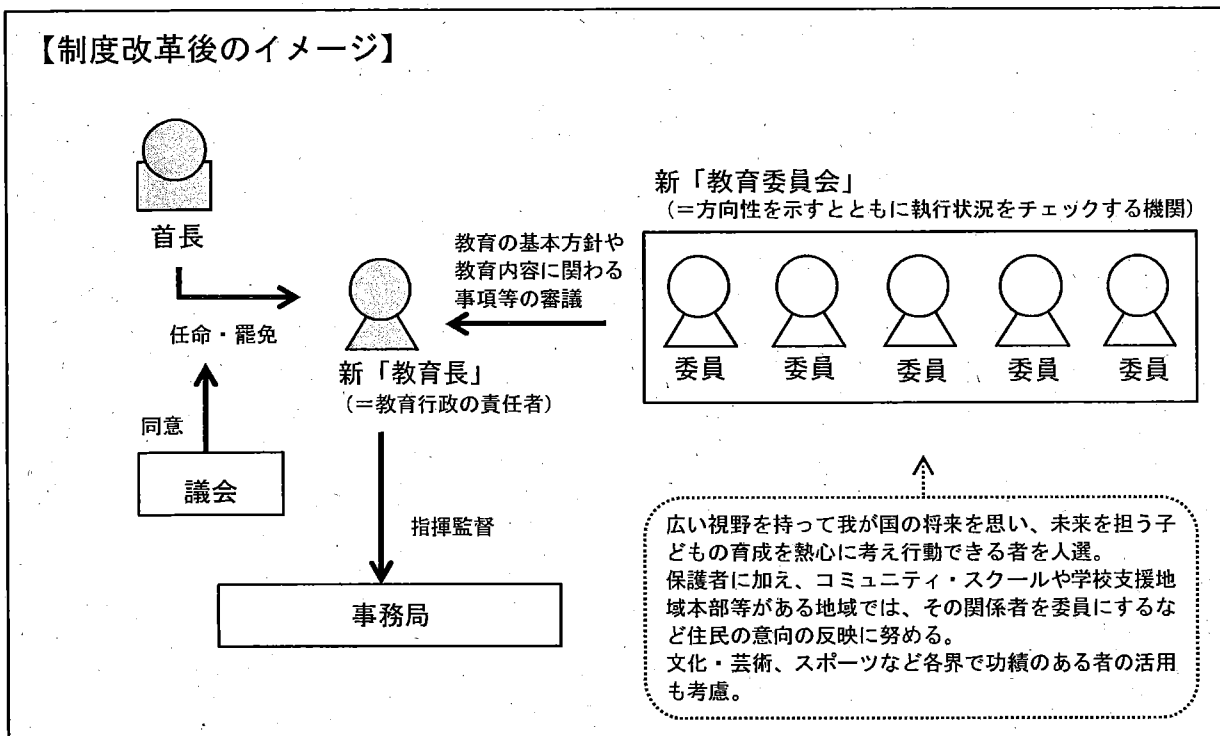 【制度改革後のイメージ】
首長
任命・罷免
同意
議会
新「教育長」
（＝教育行政の責任者）
指揮監督
事務局
教育の基本方針や
教育内容に関わる
事項等の審議
新「教育委員会」
（＝方向性を示すとともに執行状況をチェックする機関）
委員
委員
委員
委員
委員
広い視野を持って我が国の将来を思い、未来を担う子
どもの育成を熱心に考え行動できる者を人選。
保護者に加え、コミュニティ・スクールや学校支援地
域本部等がある地域では、その関係者を委員にするな
ど住民の意向の反映に努める。
文化・芸術、スポーツなど各界で功績のある者の活用
も考慮。